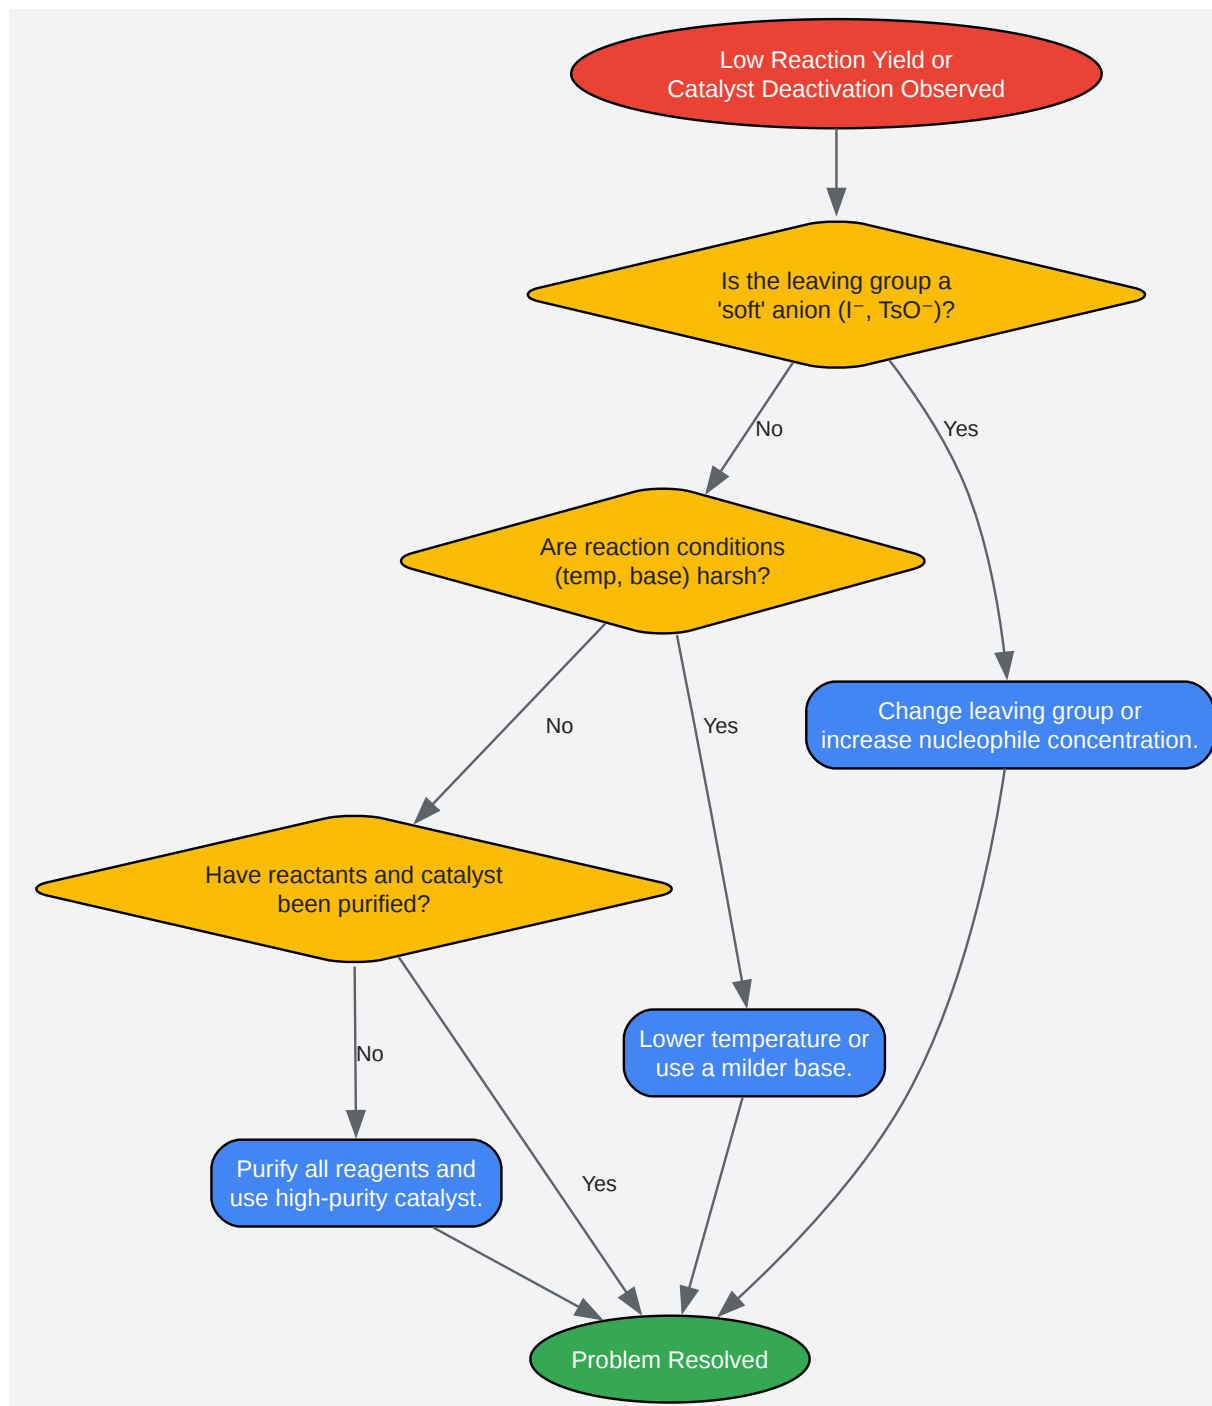 Low Reaction Yield or
Catalyst Deactivation Observed
Is the leaving group a
'soft' anion (I⁻, TsO⁻)?
No
Yes
Are reaction conditions
(temp, base) harsh?
No
Yes
Change leaving group or
increase nucleophile concentration.
Have reactants and catalyst
been purified?
Lower temperature or
use a milder base.
No
Purify all reagents and
use high-purity catalyst.
Yes
Problem Resolved